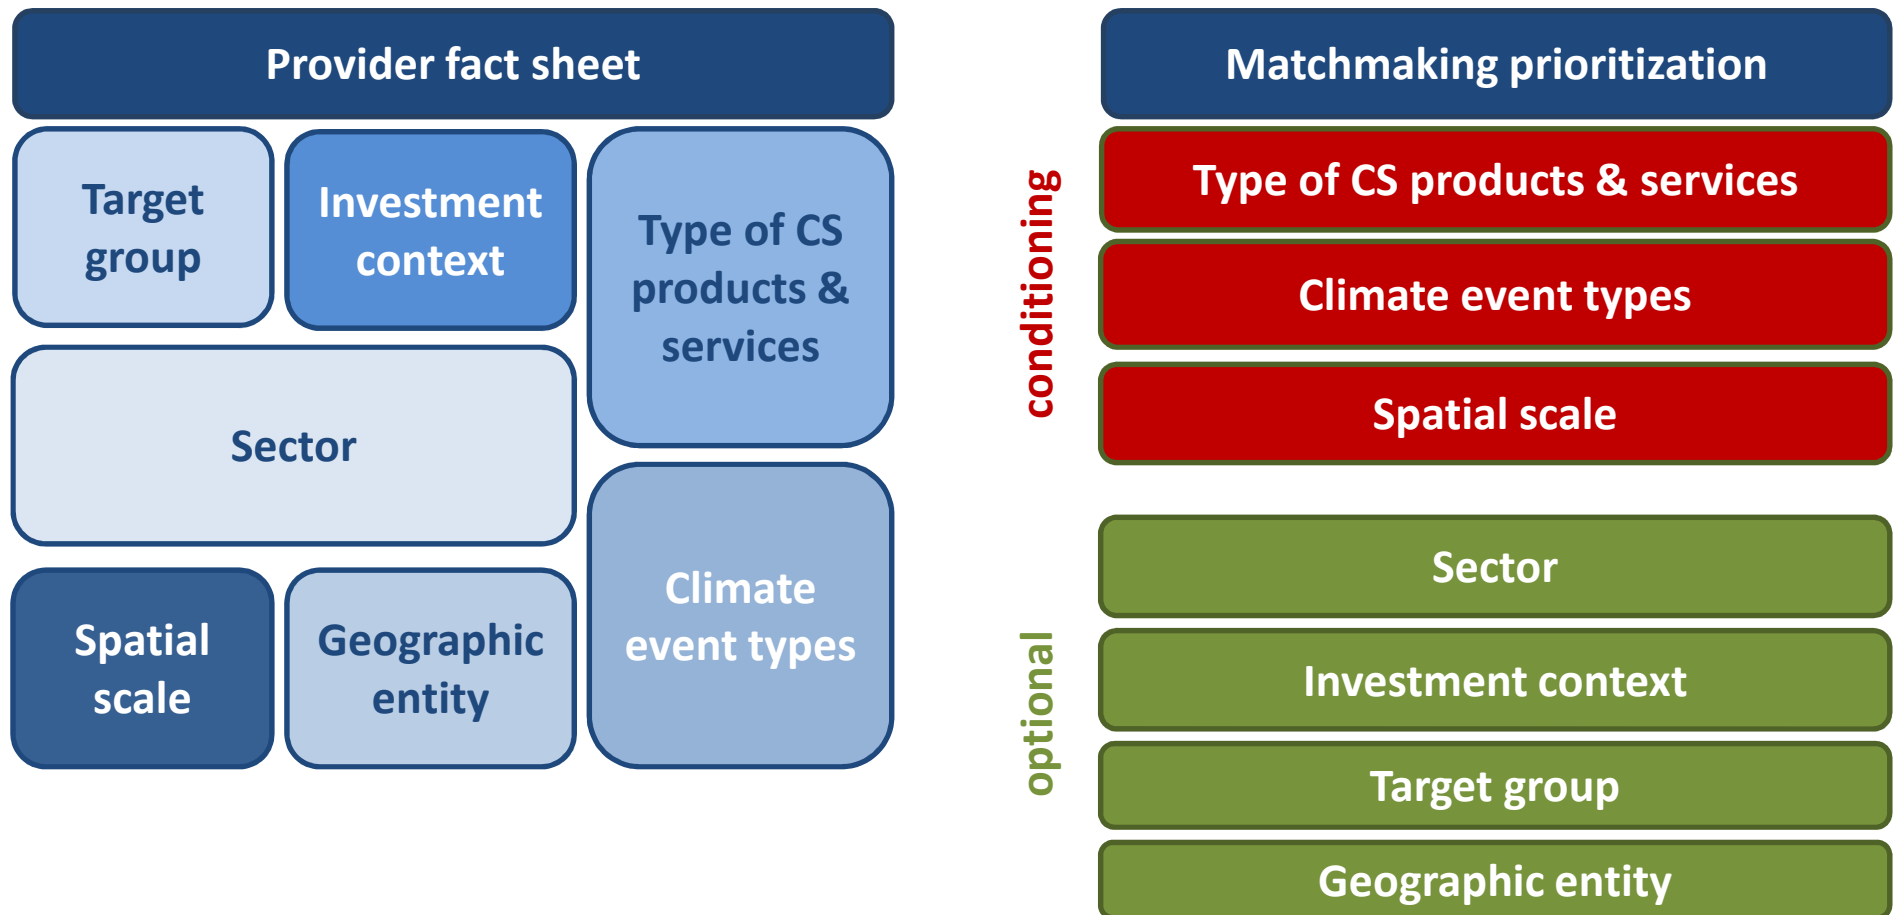 Provider fact sheet
Target
group
Investment
context
Type of CS
products &
services
Sector
Spatial
scale
Geographic
entity
Climate
event types
Matchmaking prioritization
conditioning
Type of CS products & services
Climate event types
Spatial scale
optional
Sector
Investment context
Target group
Geographic entity